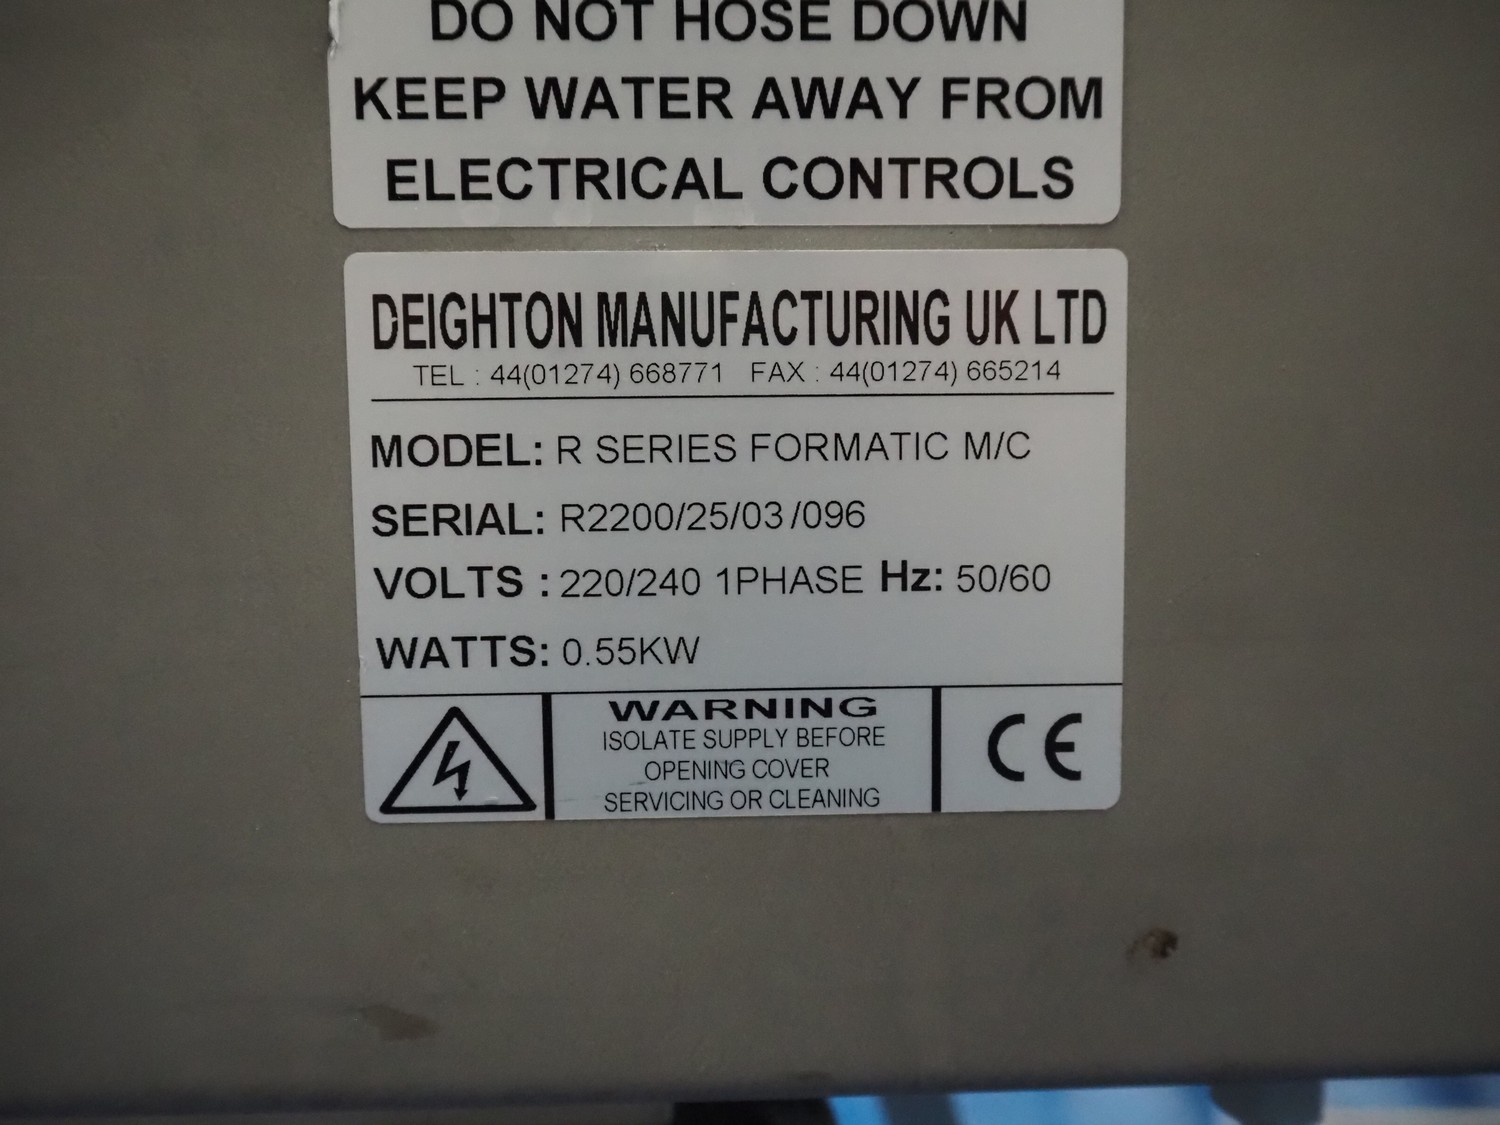 DO NOT HOSE DOWN
KEEP WATER AWAY FROM
ELECTRICAL CONTROLS
DEIGHTON MANUFACTURING UK LTD
TEL : 44(01274) 668771 FAX : 44(01274) 665214
MODEL: R SERIES FORMATIC M/C
SERIAL: R2200/25/03/096
VOLTS : 220/240 1PHASE Hz: 50/60
WATTS: 0.55KW
WARNING
ISOLATE SUPPLY BEFORE
OPENING COVER
SERVICING OR CLEANING
CE